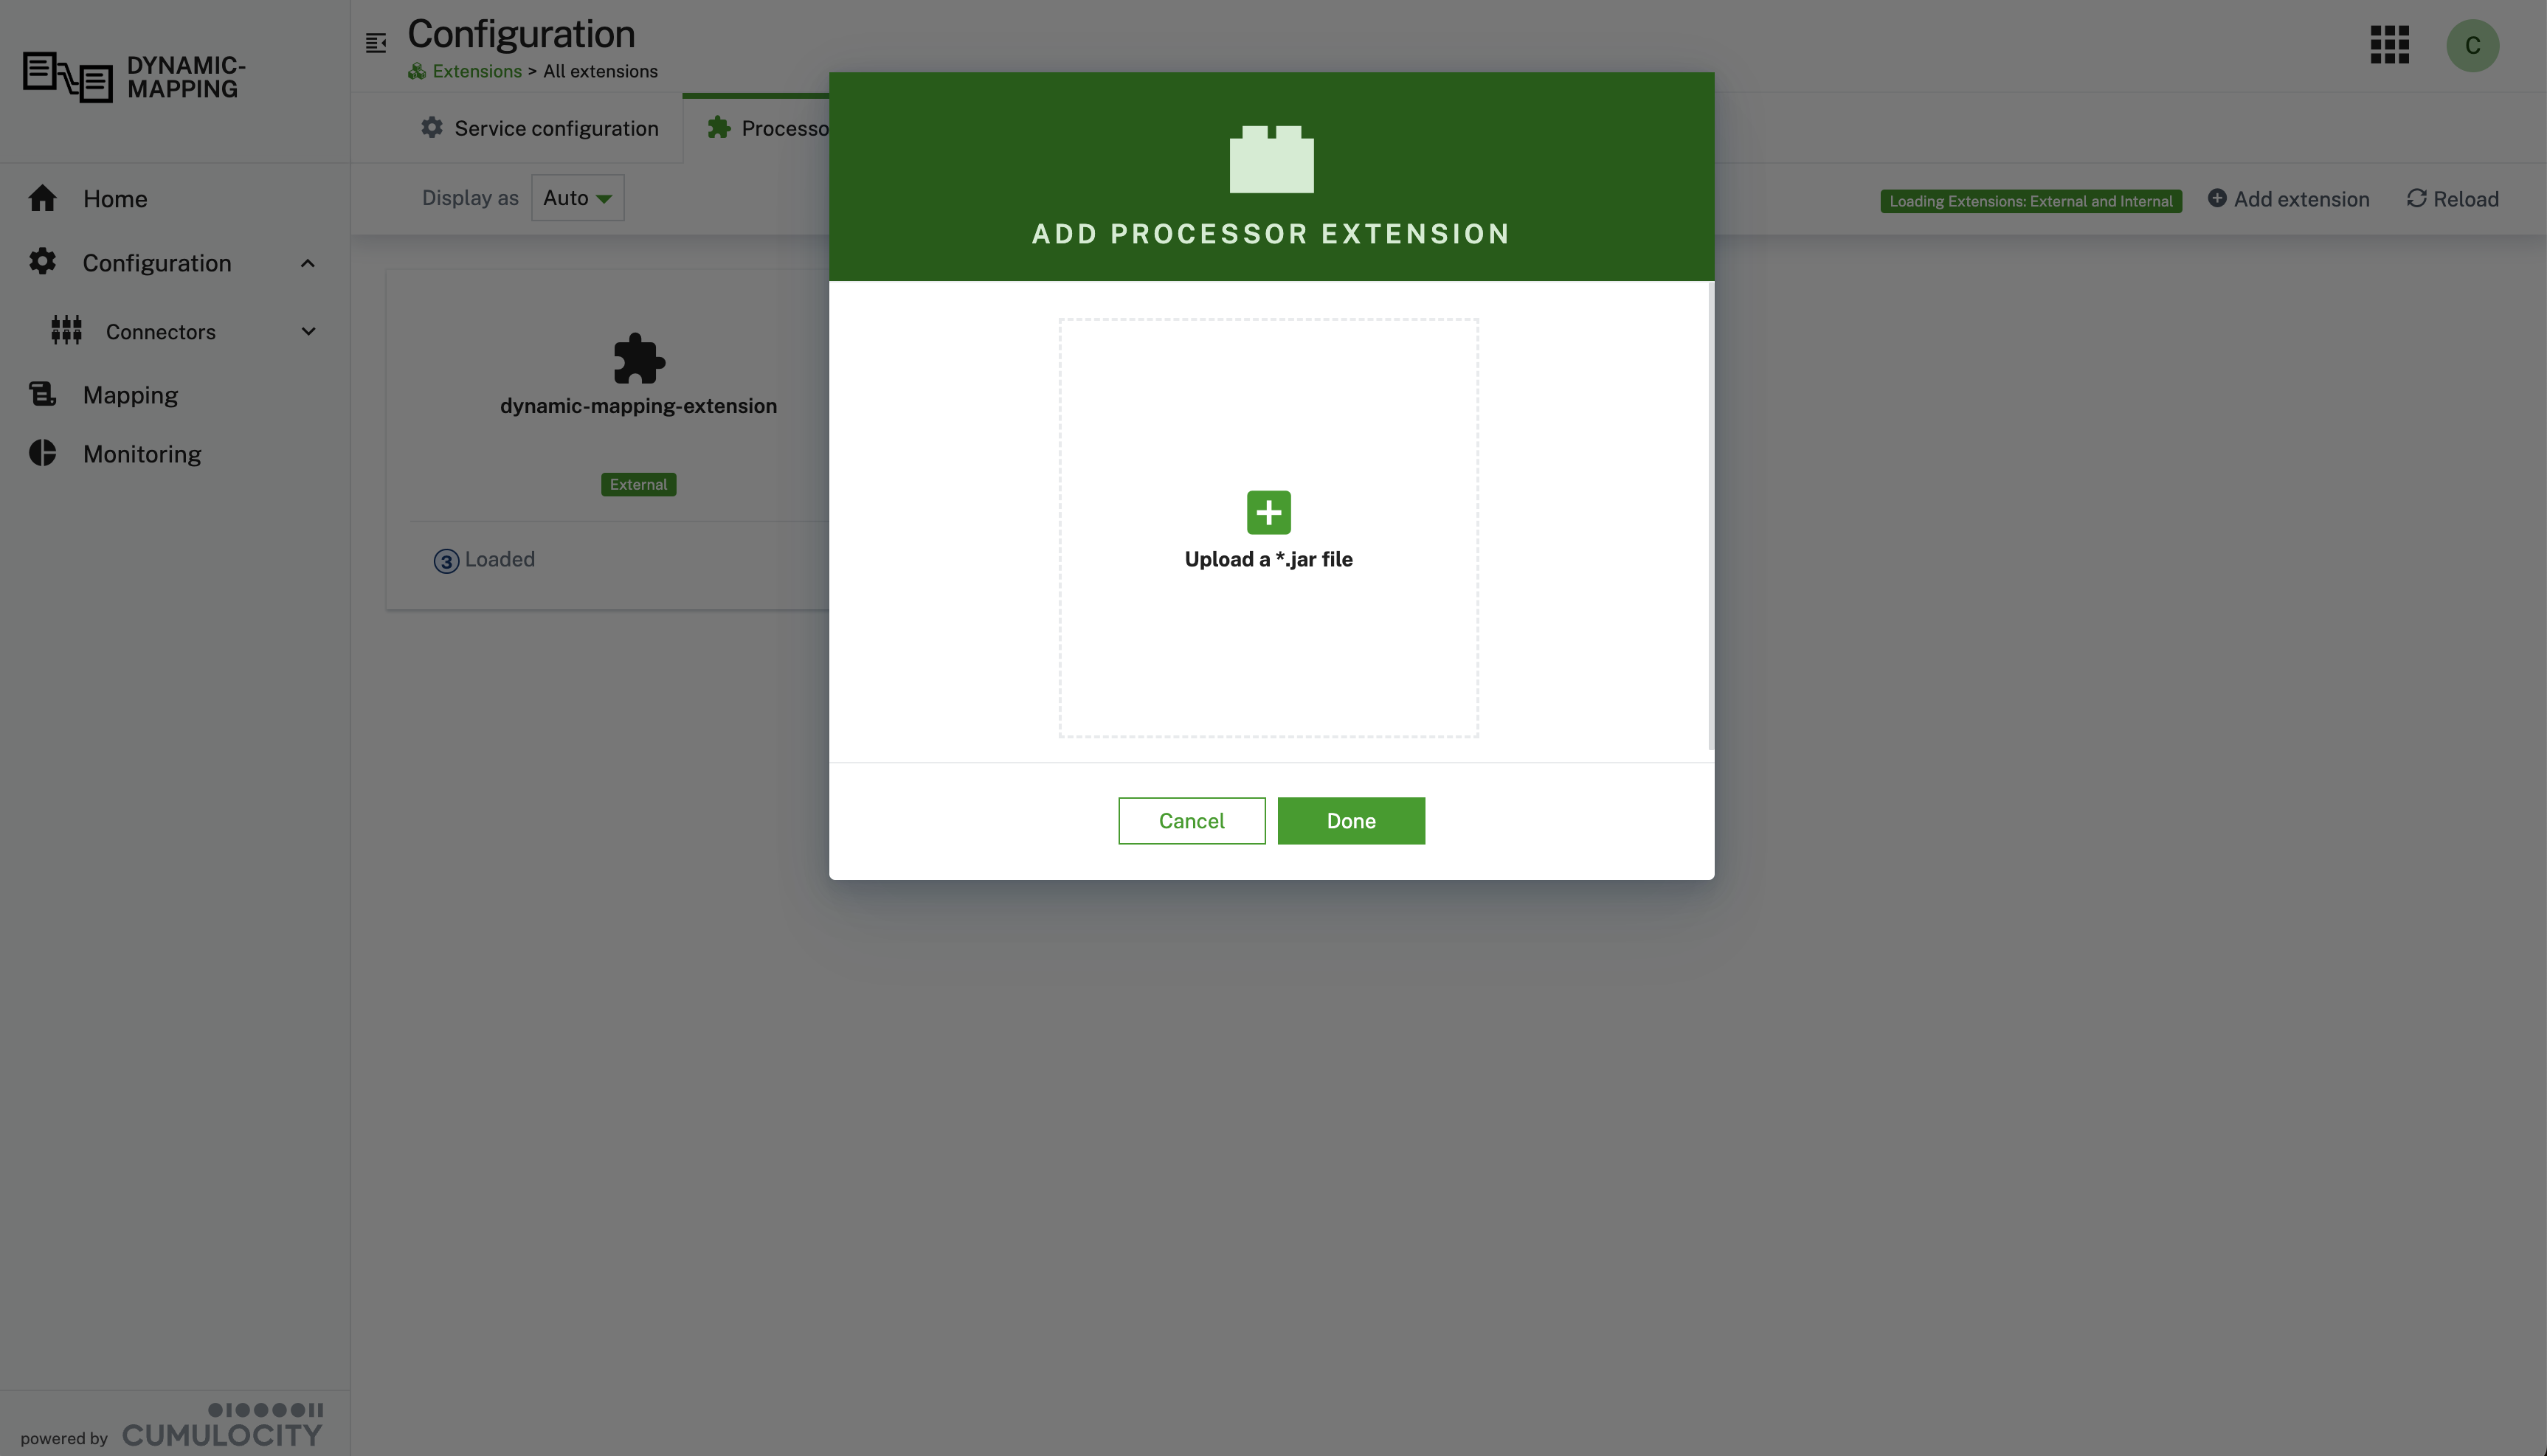 DYNAMIC-
MAPPING
Configuration
Extensions > All extensions
C
Service configuration
Processo
Display as
Auto
Loading Extensions: External and Internal
Add extension
Reload
Home
Configuration
Connectors
Mapping
Monitoring
dynamic-mapping-extension
External
3 Loaded
ADD PROCESSOR EXTENSION
Upload a *.jar file
Cancel
Done
powered by
CUMULOCITY